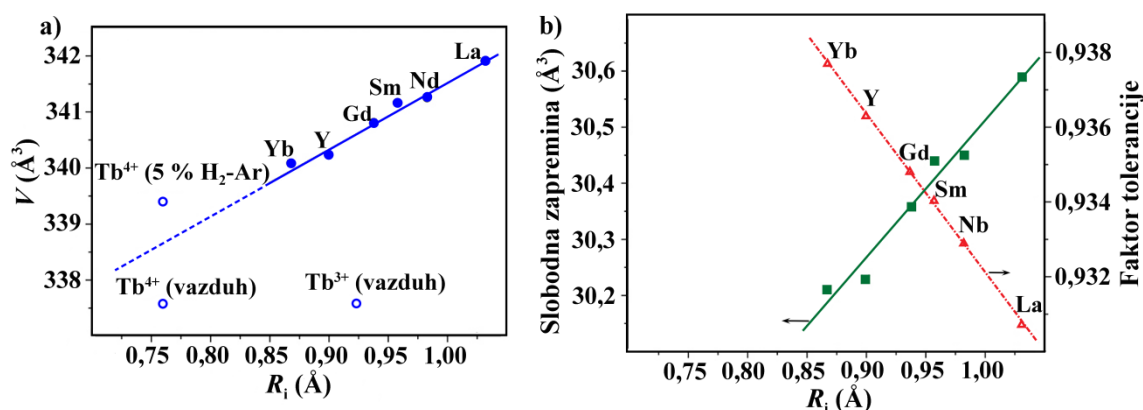 a)
V (Å³)
342
341
340
339
338
La
Nd
Sm
Gd
Y
Yb
Tb⁴⁺ (5 % H₂-Ar)
Tb⁴⁺ (vazduh)
Tb³⁺ (vazduh)
0,75 0,80 0,85 0,90 0,95 1,00
Rᵢ (Å)
b)
Slobodna zapremina (Å³)
30,6
30,5
30,4
30,3
30,2
Yb
Y
Gd
Sm
Nb
La
0,938
0,936
0,934
0,932
Faktor tolerancije
0,75 0,80 0,85 0,90 0,95 1,00
Rᵢ (Å)